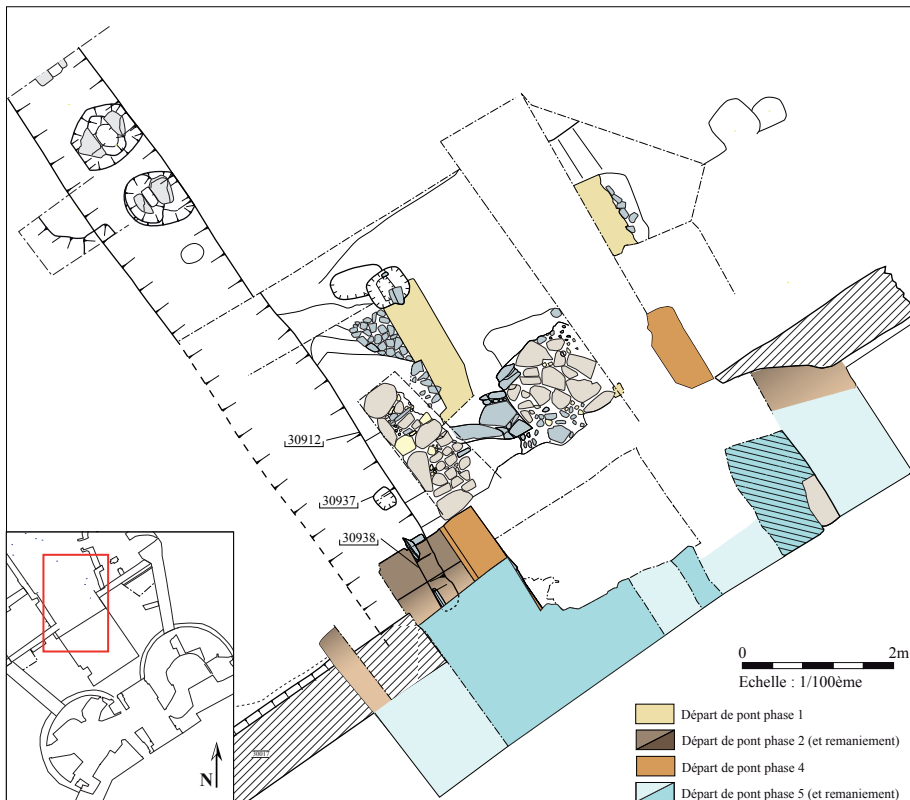 30912
30937
30938
0 2m
Echelle : 1/100ème
Départ de pont phase 1
Départ de pont phase 2 (et remaniement)
Départ de pont phase 4
Départ de pont phase 5 (et remaniement)
N